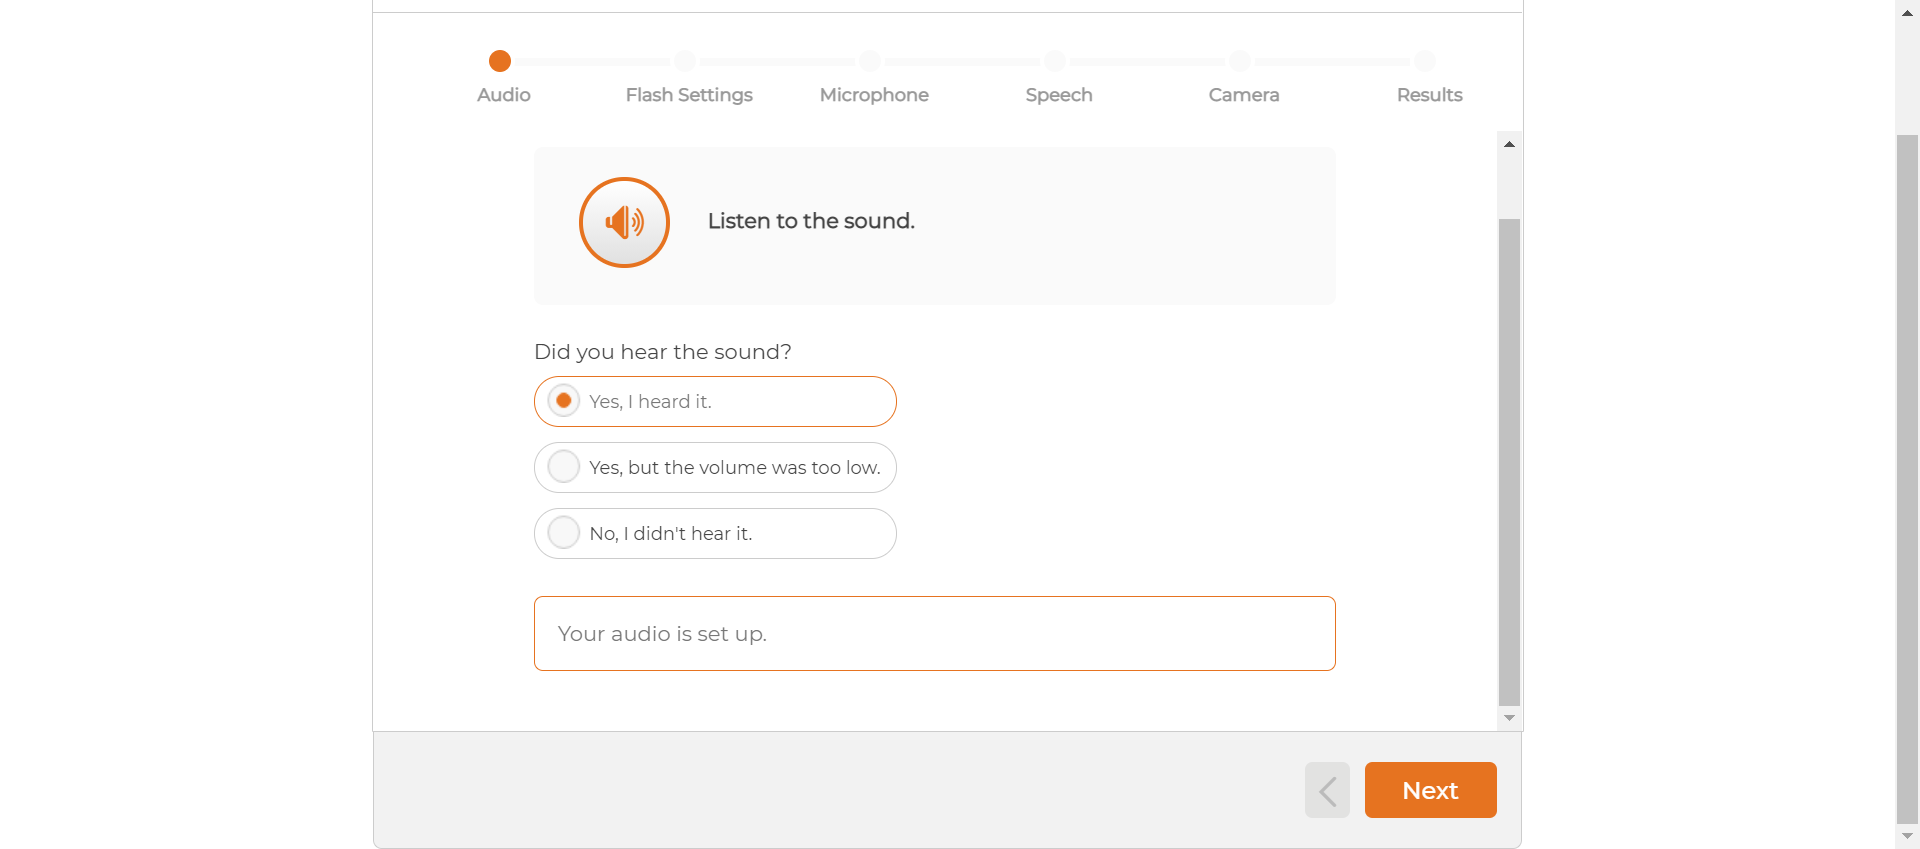 Audio
Flash Settings
Microphone
Speech
Camera
Results
Listen to the sound.
Did you hear the sound?
Yes, I heard it.
Yes, but the volume was too low.
No, I didn't hear it.
Your audio is set up.
Next